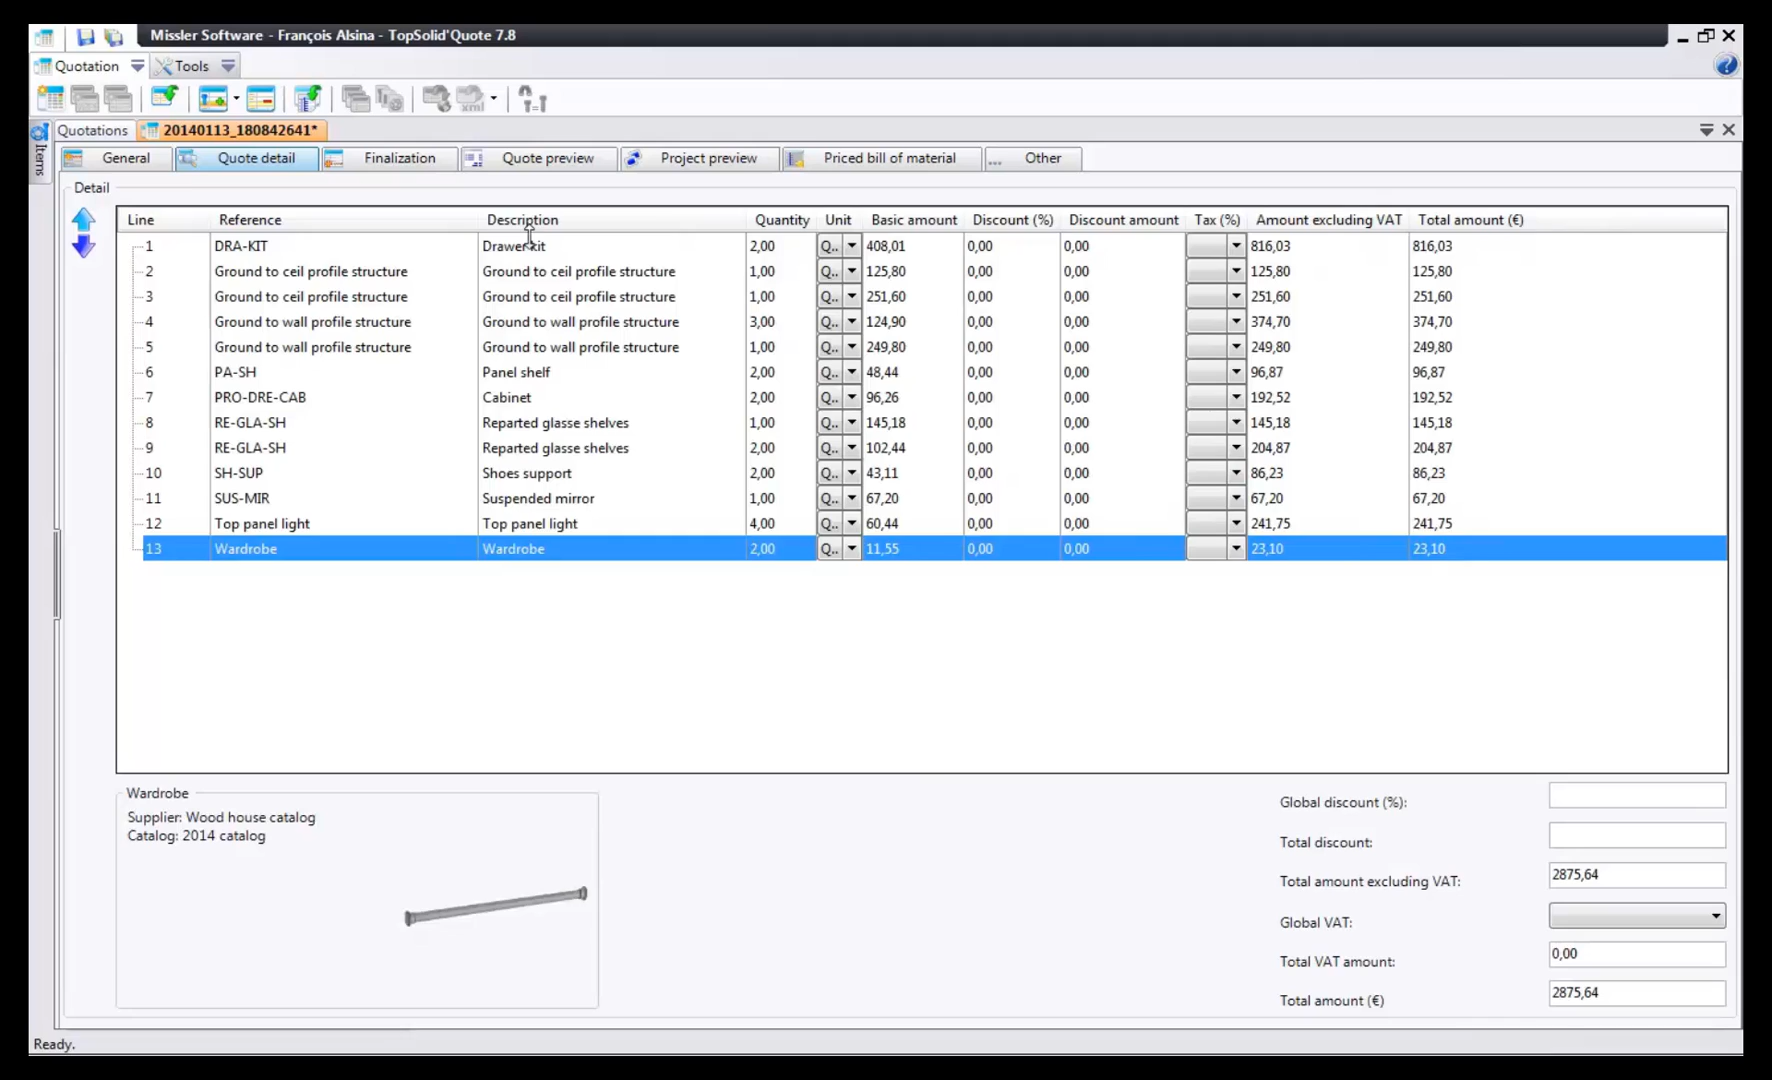 Missler Software - François Alsina - TopSolid'Quote 7.8
Quotation Tools
xml
Quotations 20140113_180842641*
Items
General Quote detail Finalization Quote preview Project preview Priced bill of material Other
Detail
Line Reference Description Quantity Unit Basic amount Discount (%) Discount amount Tax (%) Amount excluding VAT Total amount (€)
1 DRA-KIT Drawer kit 2,00 Q.. 408,01 0,00 0,00 816,03 816,03
2 Ground to ceil profile structure Ground to ceil profile structure 1,00 Q.. 125,80 0,00 0,00 125,80 125,80
3 Ground to ceil profile structure Ground to ceil profile structure 1,00 Q.. 251,60 0,00 0,00 251,60 251,60
4 Ground to wall profile structure Ground to wall profile structure 3,00 Q.. 124,90 0,00 0,00 374,70 374,70
5 Ground to wall profile structure Ground to wall profile structure 1,00 Q.. 249,80 0,00 0,00 249,80 249,80
6 PA-SH Panel shelf 2,00 Q.. 48,44 0,00 0,00 96,87 96,87
7 PRO-DRE-CAB Cabinet 2,00 Q.. 96,26 0,00 0,00 192,52 192,52
8 RE-GLA-SH Reparted glasse shelves 1,00 Q.. 145,18 0,00 0,00 145,18 145,18
9 RE-GLA-SH Reparted glasse shelves 2,00 Q.. 102,44 0,00 0,00 204,87 204,87
10 SH-SUP Shoes support 2,00 Q.. 43,11 0,00 0,00 86,23 86,23
11 SUS-MIR Suspended mirror 1,00 Q.. 67,20 0,00 0,00 67,20 67,20
12 Top panel light Top panel light 4,00 Q.. 60,44 0,00 0,00 241,75 241,75
13 Wardrobe Wardrobe 2,00 Q.. 11,55 0,00 0,00 23,10 23,10
Wardrobe
Supplier: Wood house catalog
Catalog: 2014 catalog
Global discount (%):
Total discount:
Total amount excluding VAT: 2875,64
Global VAT:
Total VAT amount: 0,00
Total amount (€) 2875,64
Ready.